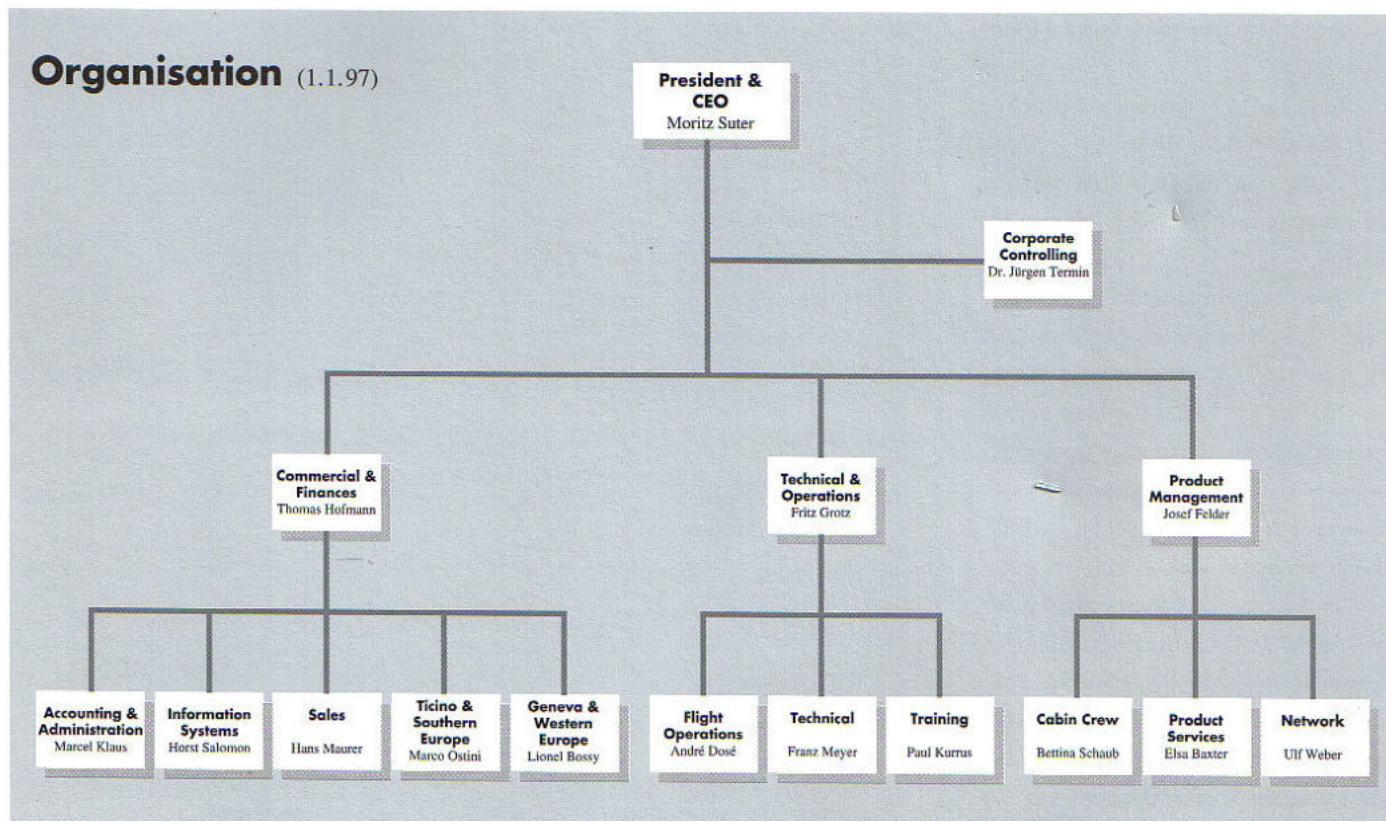 Organisation (1.1.97)
President &
CEO
Moritz Suter
Corporate
Controlling
Dr. Jürgen Termin
Commercial &
Finances
Thomas Hofmann
Technical &
Operations
Fritz Grotz
Product
Management
Josef Felder
Accounting &
Administration
Marcel Klaus
Information
Systems
Horst Salomon
Sales
Hans Maurer
Ticino &
Southern
Europe
Marco Ostini
Geneva &
Western
Europe
Lionel Bossy
Flight
Operations
André Dosé
Technical
Franz Meyer
Training
Paul Kurrus
Cabin Crew
Bettina Schaub
Product
Services
Elsa Baxter
Network
Ulf Weber